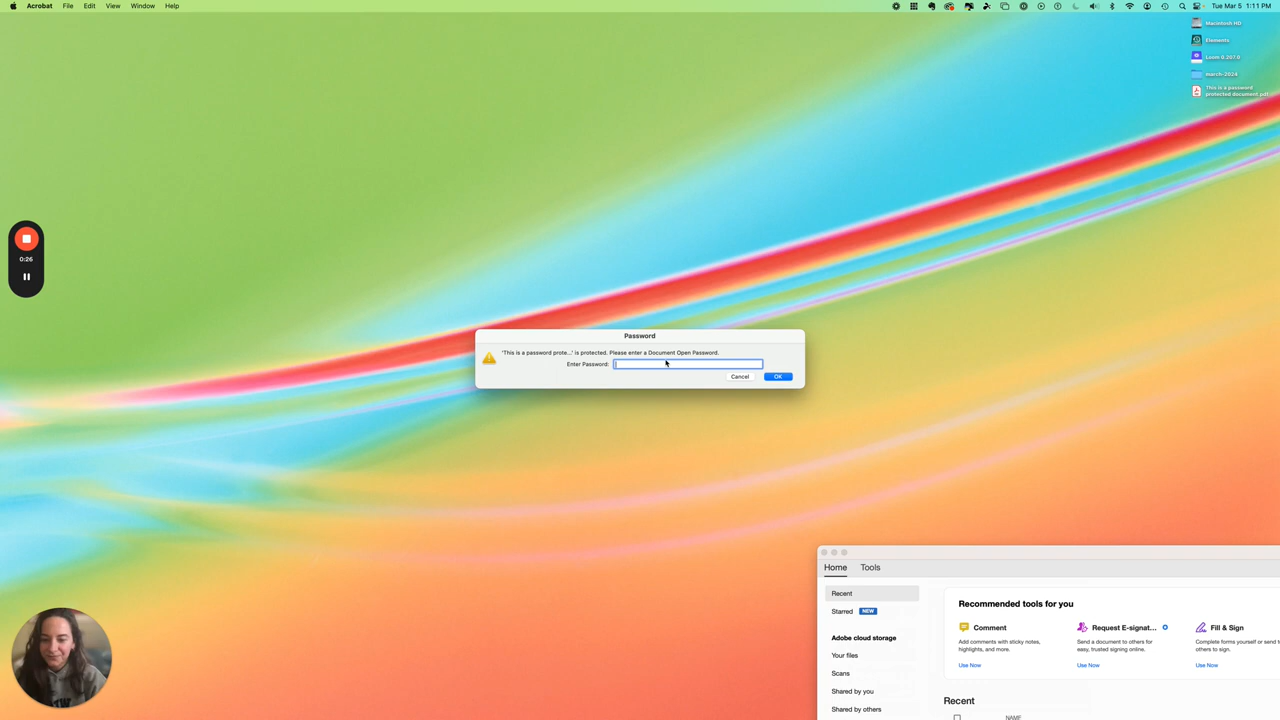 Acrobat File Edit View Window Help
Tue Mar 5 1:11 PM
Macintosh HD
Elements
Loom 0.207.0
march-2024
This is a password
protected document.pdf
0:26
Password
'This is a password prote...' is protected. Please enter a Document Open Password.
Enter Password:
Cancel
OK
Home
Tools
Recent
Starred
NEW
Adobe cloud storage
Your files
Scans
Shared by you
Shared by others
Recommended tools for you
Comment
Add comments with sticky notes,
highlights, and more.
Use Now
Request E-signat...
Send a document to others for
easy, trusted signing online.
Use Now
Fill & Sign
Complete forms yourself or send to
others to sign.
Use Now
Recent
NAME